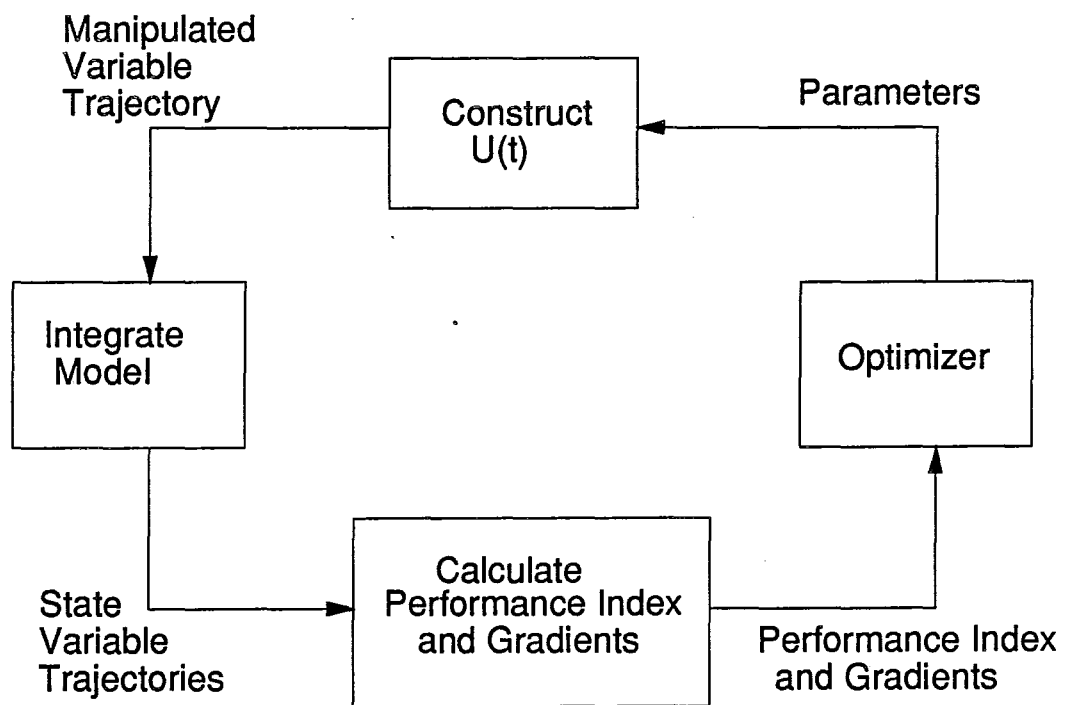 Manipulated
Variable
Trajectory
Construct
U(t)
Parameters
Integrate
Model
Optimizer
State
Variable
Trajectories
Calculate
Performance Index
and Gradients
Performance Index
and Gradients